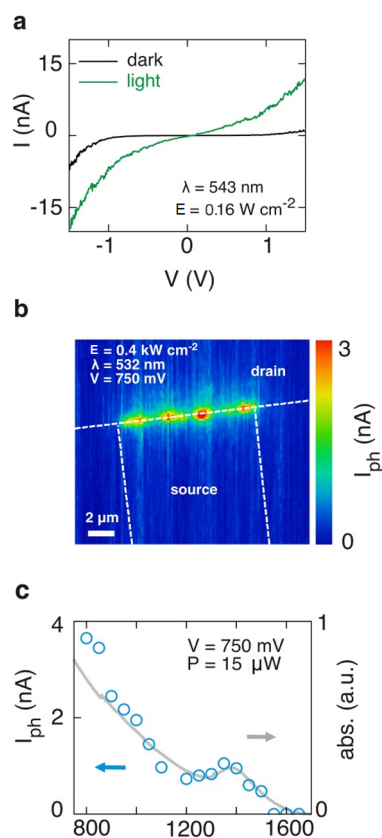 a
15
0
-15
I (nA)
dark
light
λ = 543 nm
E = 0.16 W cm-2
-1
0
1
V (V)
b
E = 0.4 kW cm-2
λ = 532 nm
V = 750 mV
drain
source
2 μm
3
0
Iph (nA)
c
4
2
0
Iph (nA)
V = 750 mV
P = 15 μW
1
0
abs. (a.u.)
800
1200
1600